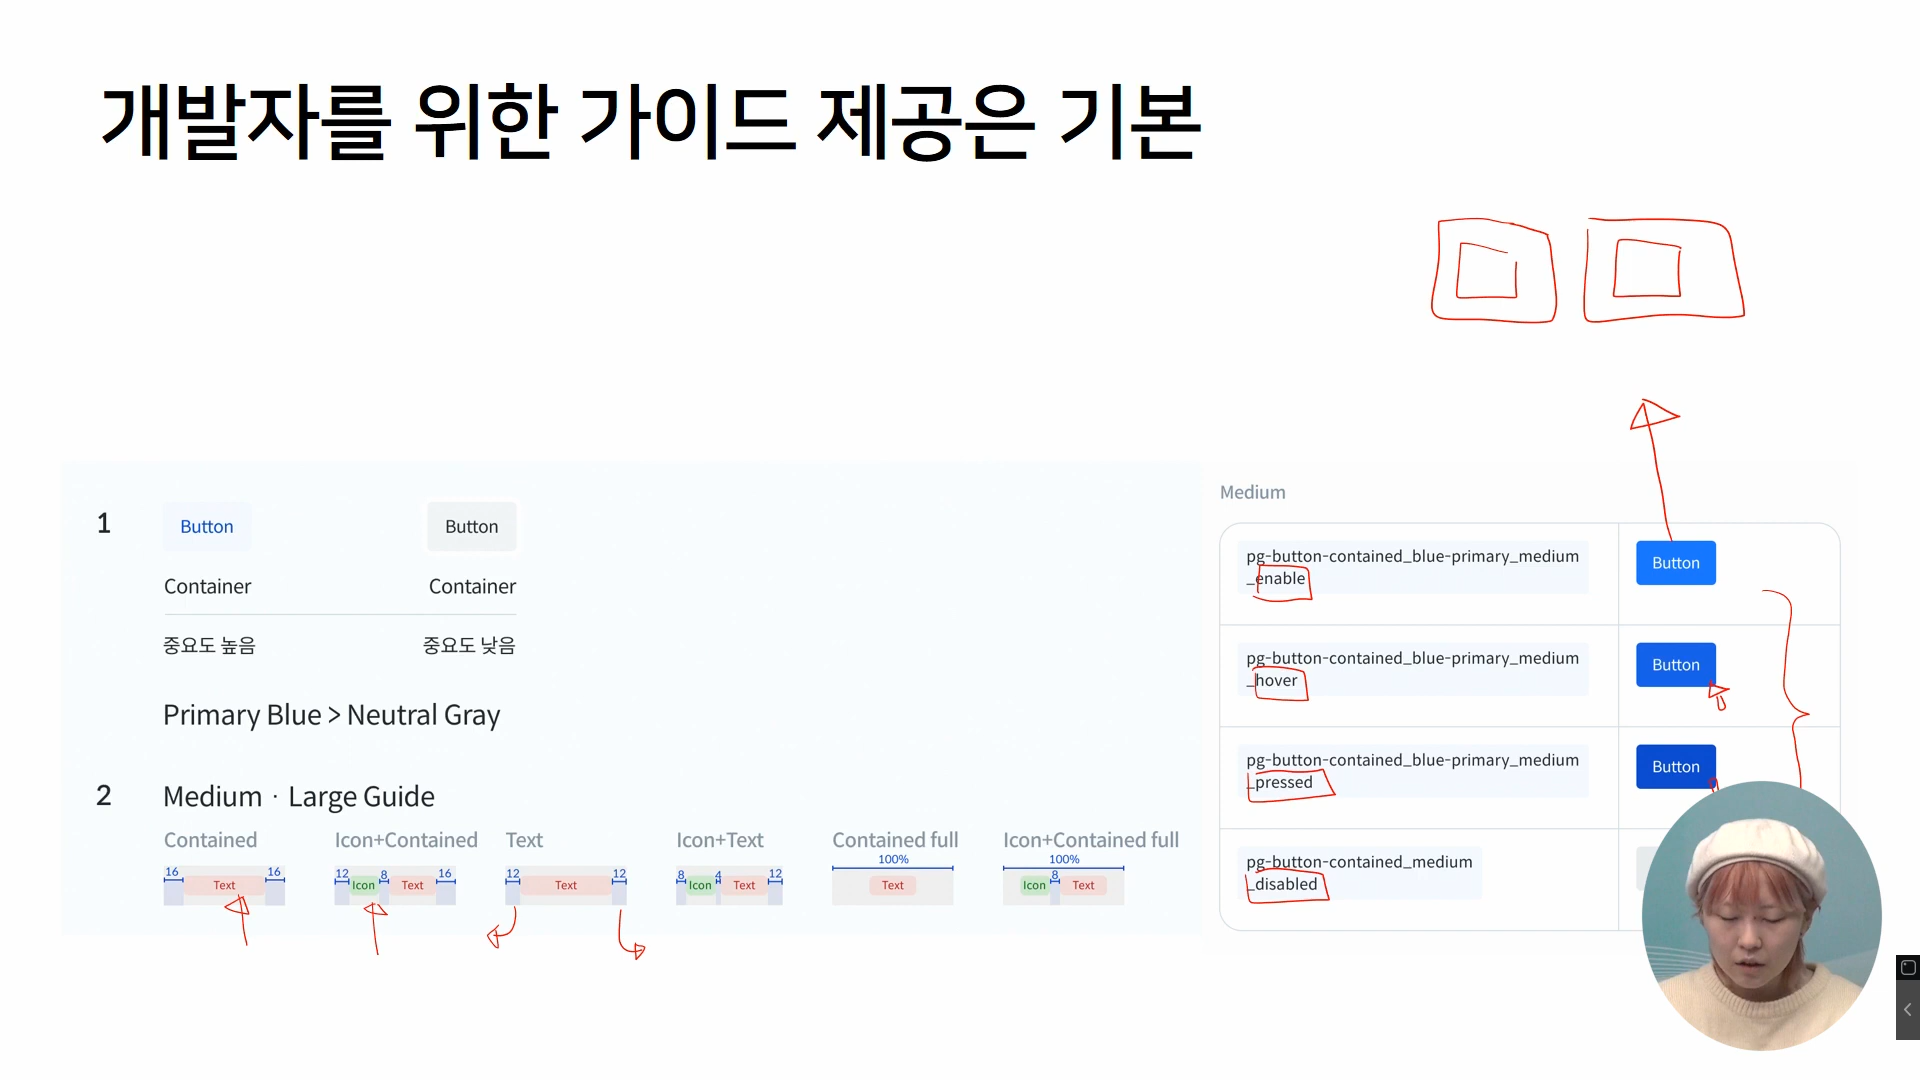 개발자를 위한 가이드 제공은 기본
1
Button
Button
Container
Container
중요도 높음
중요도 낮음
Primary Blue > Neutral Gray
2
Medium · Large Guide
Contained
Icon+Contained
Text
Icon+Text
Contained full
Icon+Contained full
16 Text 16
12 Icon 8 Text 16
12 Text 12
8 Icon 4 Text 12
100%
Text
100%
Icon 8 Text
Medium
pg-button-contained_blue-primary_medium
_enable
Button
pg-button-contained_blue-primary_medium
_hover
Button
pg-button-contained_blue-primary_medium
_pressed
Button
pg-button-contained_medium
_disabled